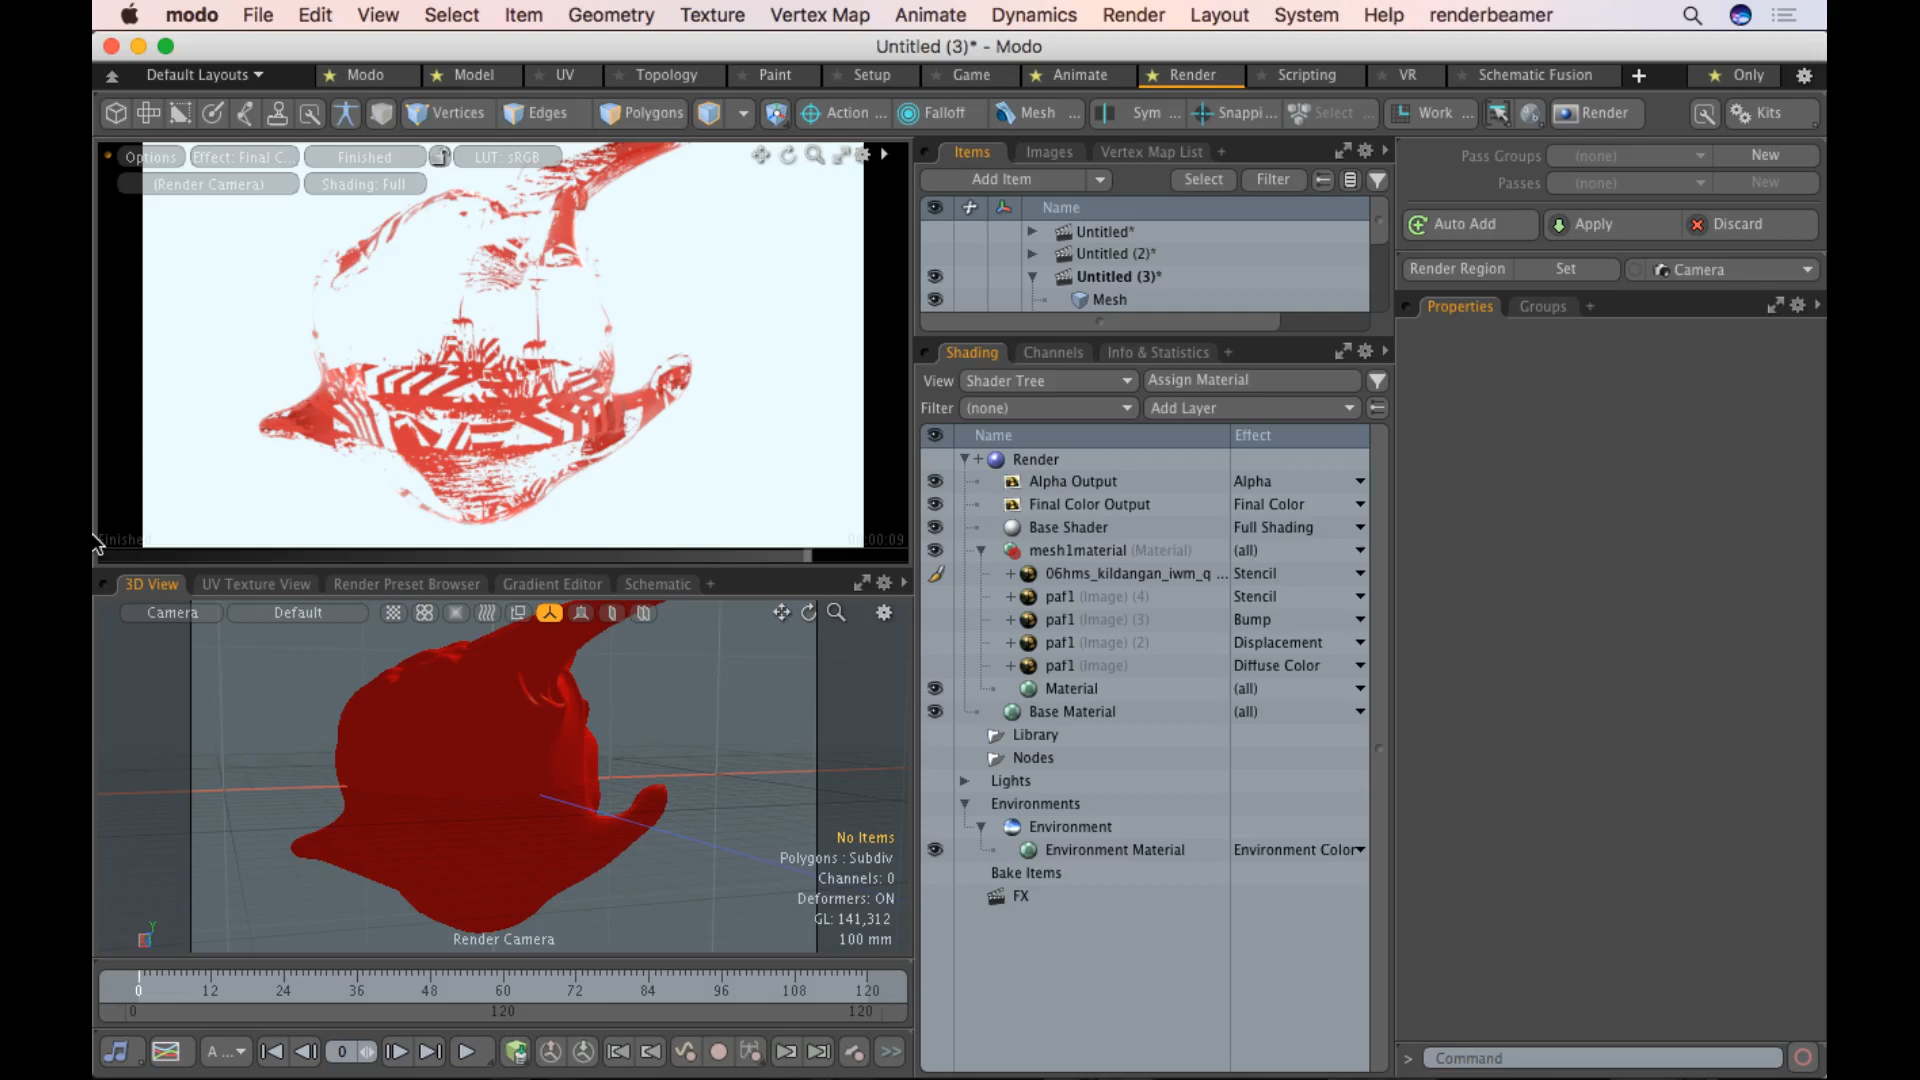 modo File Edit View Select Item Geometry Texture Vertex Map Animate Dynamics Render Layout System Help renderbeamer
Untitled (3)* - Modo
Default Layouts Modo Model UV Topology Paint Setup Game Animate Render Scripting VR Schematic Fusion + Only
Vertices Edges Polygons Action ... Falloff Mesh ... Sym ... Snappi... Select ... Work ... Render Kits
Options Effect: Final C... Finished LUT: sRGB
(Render Camera) Shading: Full
Finished
00:00:09
3D View UV Texture View Render Preset Browser Gradient Editor Schematic +
Camera Default
No Items
Polygons : Subdiv
Channels: 0
Deformers: ON
GL: 141,312
100 mm
Render Camera
Y
0 12 24 36 48 60 72 84 96 108 120
0 120 120
A ... 0 >>
Items Images Vertex Map List +
Add Item Select Filter
Name
Untitled*
Untitled (2)*
Untitled (3)*
Mesh
Shading Channels Info & Statistics +
View Shader Tree Assign Material
Filter (none) Add Layer
Name Effect
Render
Alpha Output Alpha
Final Color Output Final Color
Base Shader Full Shading
mesh1material (Material) (all)
06hms_kildangan_iwm_q ... Stencil
paf1 (Image) (4) Stencil
paf1 (Image) (3) Bump
paf1 (Image) (2) Displacement
paf1 (Image) Diffuse Color
Material (all)
Base Material (all)
Library
Nodes
Lights
Environments
Environment
Environment Material Environment Color
Bake Items
FX
Pass Groups (none) New
Passes (none) New
Auto Add Apply Discard
Render Region Set Camera
Properties Groups +
> Command